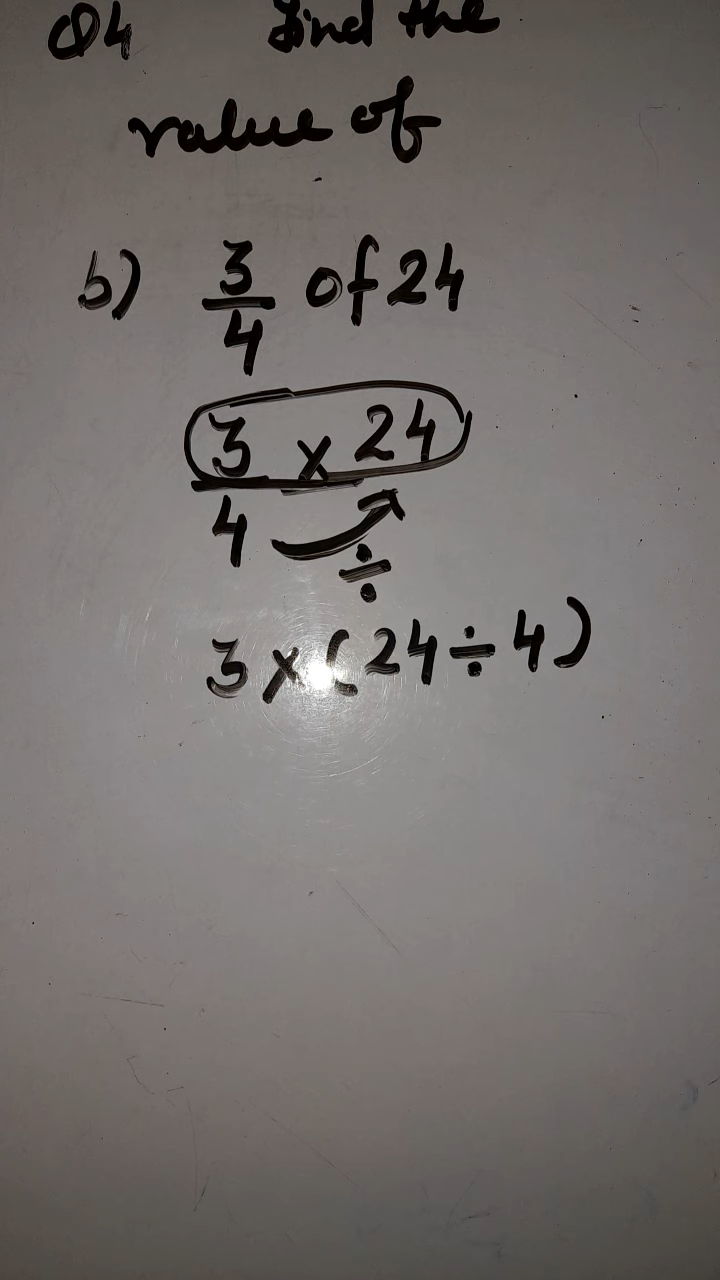 Q4 Find the
value of
b) 3/4 of 24
3 x 24
4 ÷
3 x (24 ÷ 4)